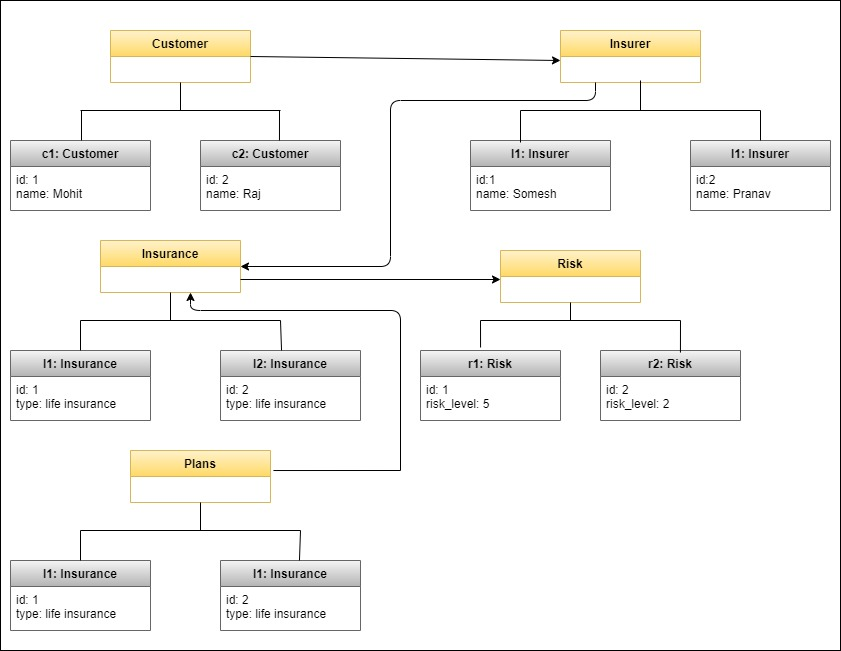 Customer
Insurer
c1: Customer
id: 1
name: Mohit
c2: Customer
id: 2
name: Raj
I1: Insurer
id:1
name: Somesh
I1: Insurer
id:2
name: Pranav
Insurance
Risk
I1: Insurance
id: 1
type: life insurance
I2: Insurance
id: 2
type: life insurance
r1: Risk
id: 1
risk_level: 5
r2: Risk
id: 2
risk_level: 2
Plans
I1: Insurance
id: 1
type: life insurance
I1: Insurance
id: 2
type: life insurance